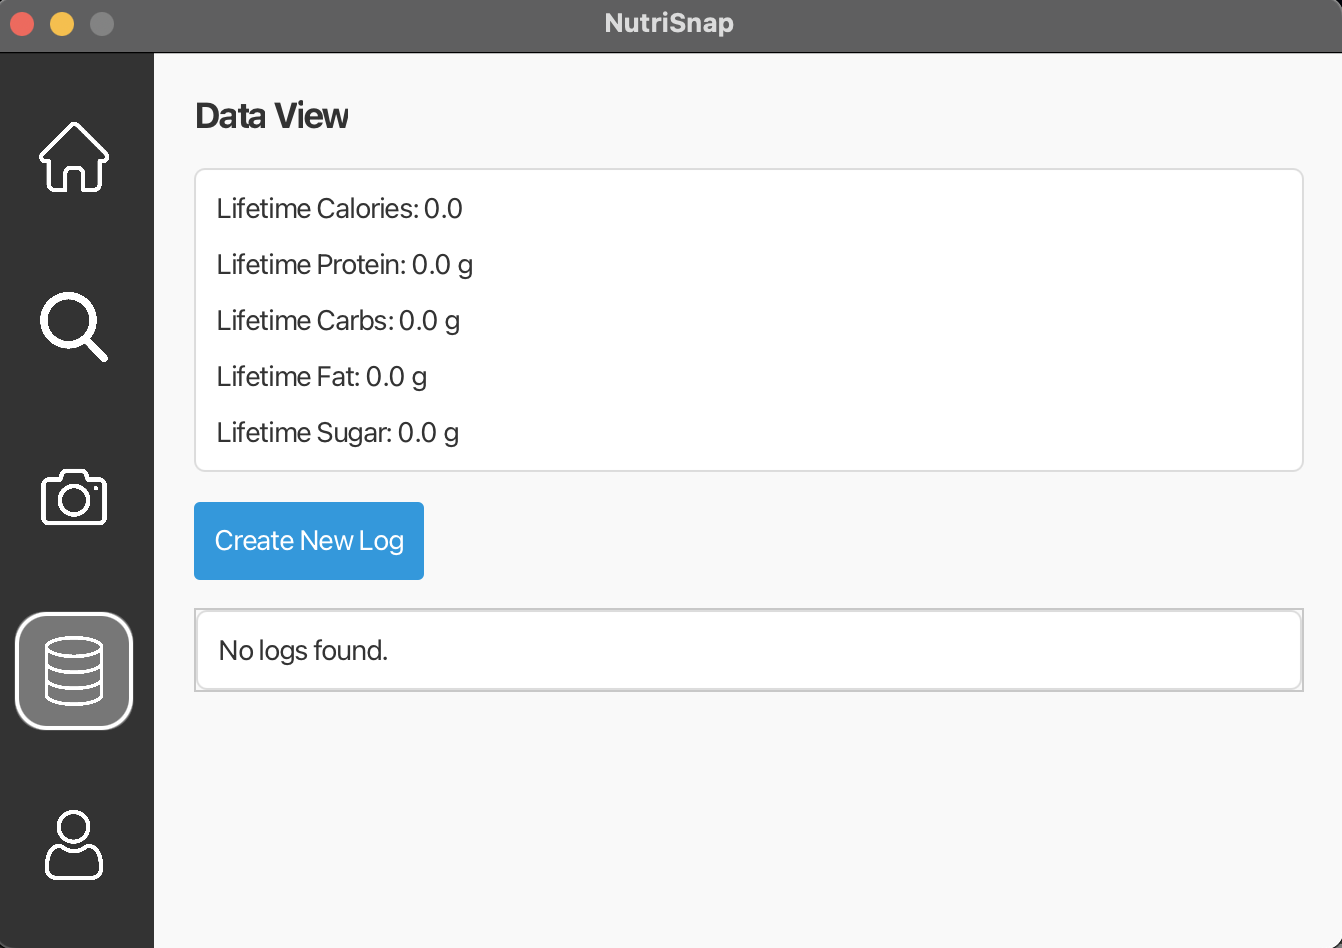 NutriSnap
Data View
Lifetime Calories: 0.0
Lifetime Protein: 0.0 g
Lifetime Carbs: 0.0 g
Lifetime Fat: 0.0 g
Lifetime Sugar: 0.0 g
Create New Log
No logs found.